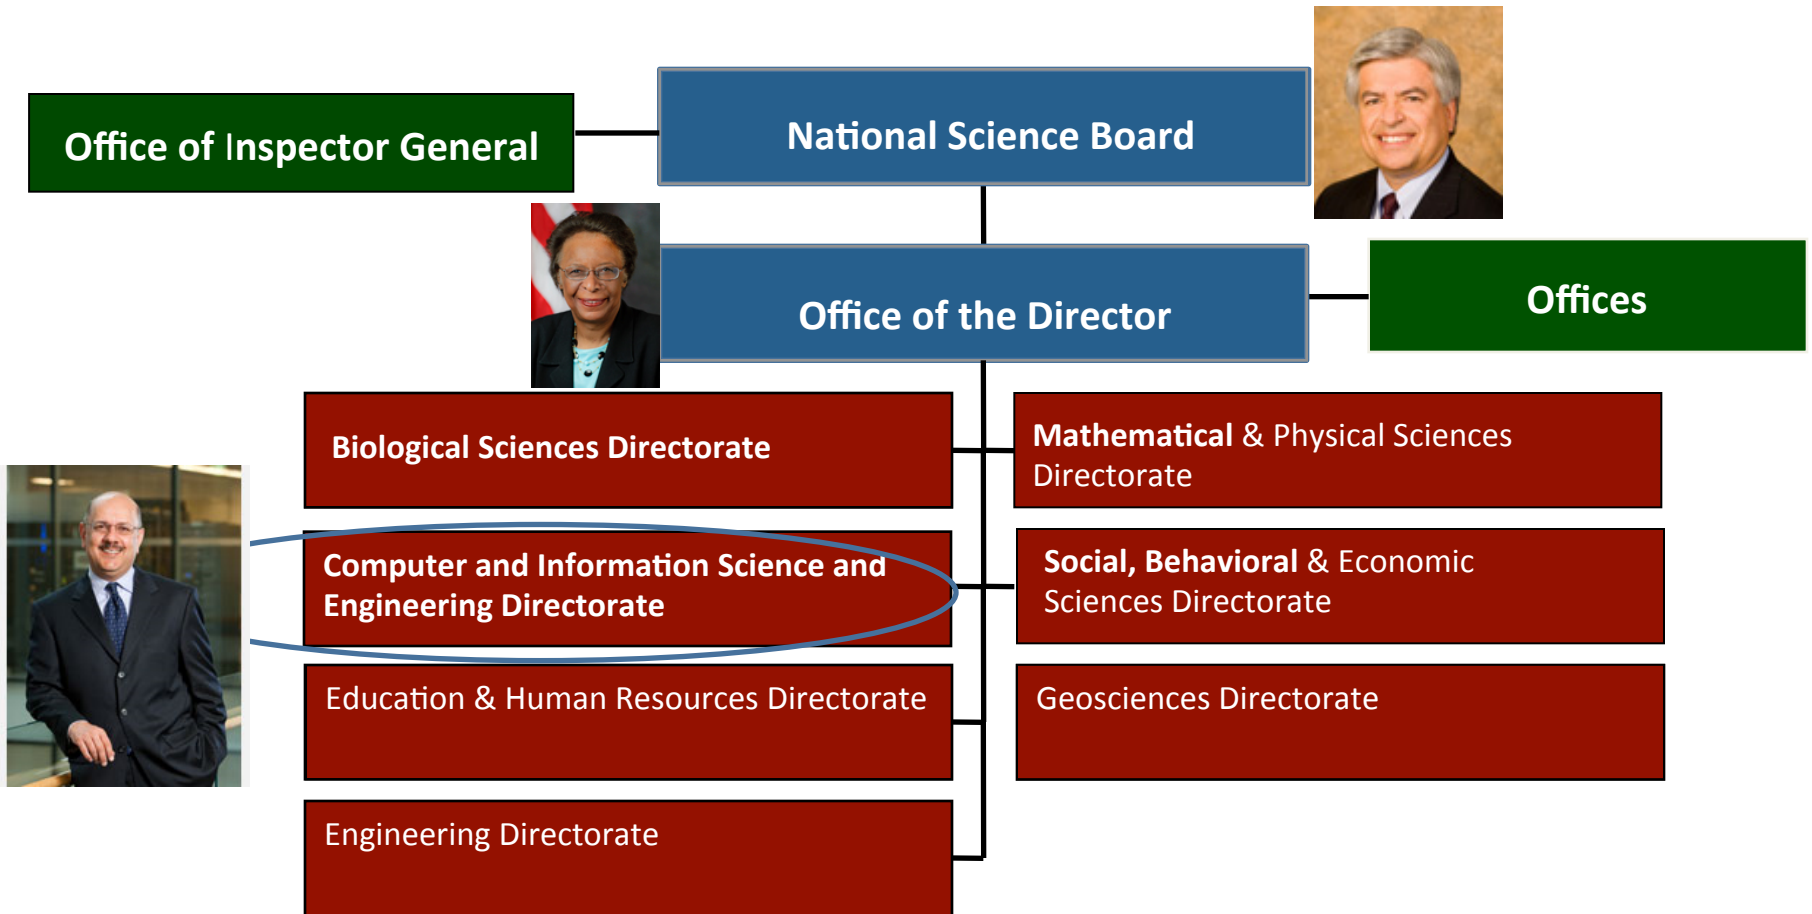 Office of Inspector General
National Science Board
Office of the Director
Offices
Biological Sciences Directorate
Mathematical & Physical Sciences
Directorate
Computer and Information Science and
Engineering Directorate
Social, Behavioral & Economic
Sciences Directorate
Education & Human Resources Directorate
Geosciences Directorate
Engineering Directorate